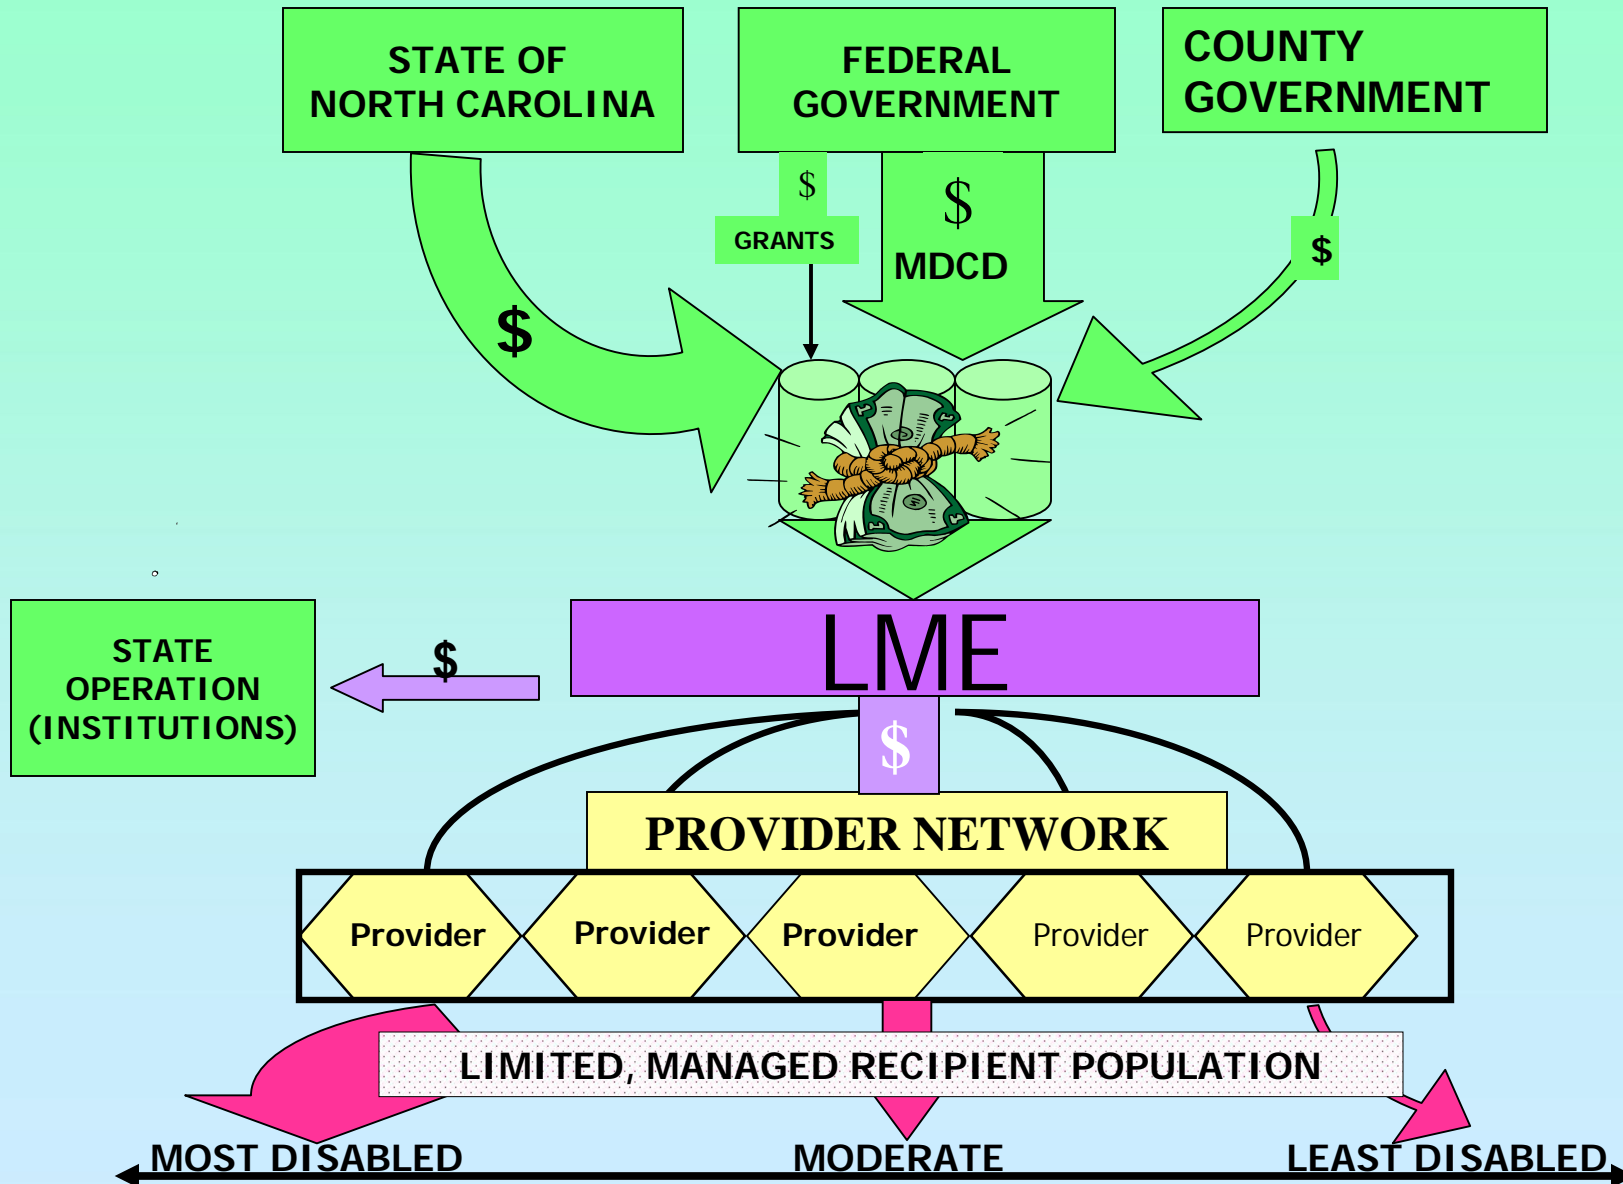 STATE OF
NORTH CAROLINA
FEDERAL
GOVERNMENT
COUNTY
GOVERNMENT
$
GRANTS
$
MDCD
$
$
STATE
OPERATION
(INSTITUTIONS)
$
LME
$
PROVIDER NETWORK
Provider
Provider
Provider
Provider
Provider
LIMITED, MANAGED RECIPIENT POPULATION
MOST DISABLED
MODERATE
LEAST DISABLED